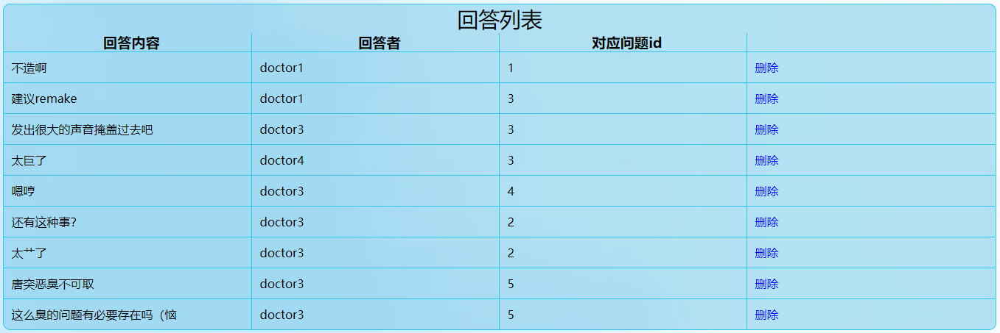 回答列表
回答内容 回答者 对应问题id
不造啊 doctor1 1 删除
建议remake doctor1 3 删除
发出很大的声音掩盖过去吧 doctor3 3 删除
太巨了 doctor4 3 删除
嗯哼 doctor3 4 删除
还有这种事? doctor3 2 删除
太艹了 doctor3 2 删除
唐突恶臭不可取 doctor3 5 删除
这么臭的问题有必要存在吗（恼 doctor3 5 删除